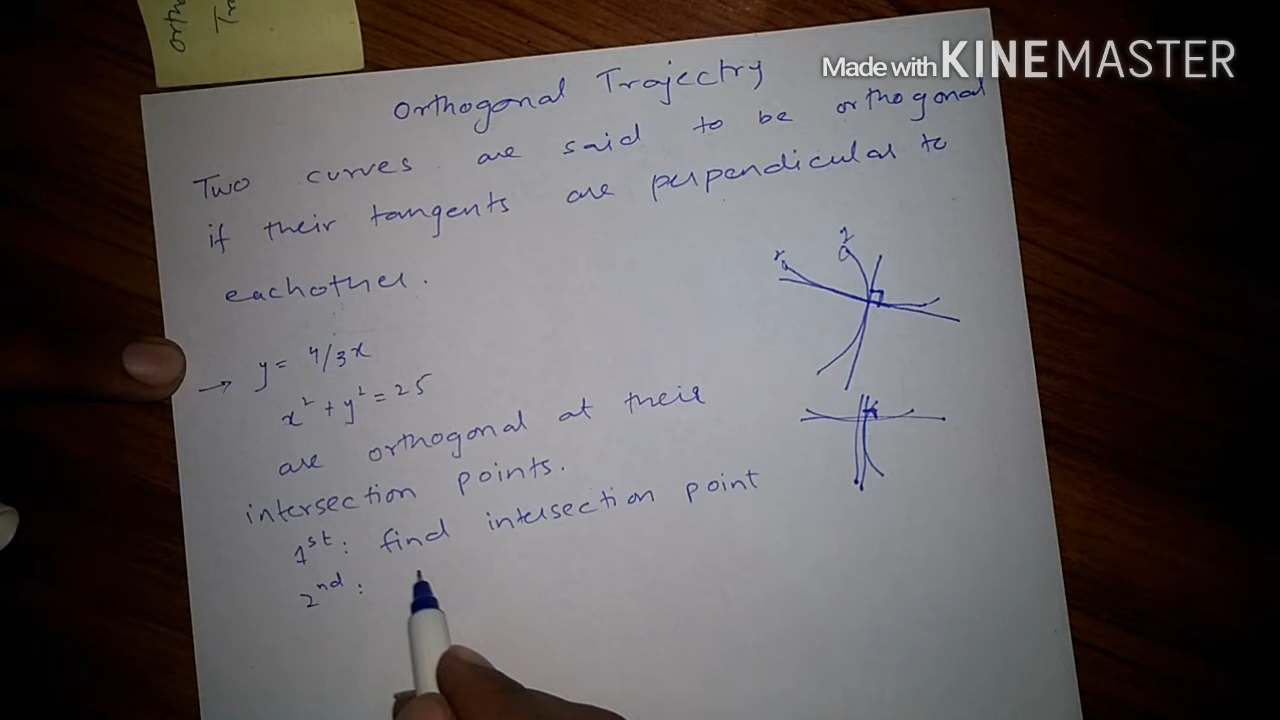 Made with KINEMASTER
Orthogonal Trajectry
Two curves are said to be orthogonal
if their tangents are perpendicular to
eachother.
→ y = 4/3x
x² + y² = 25
are orthogonal at their
intersection points.
1st: find intersection point
2nd: